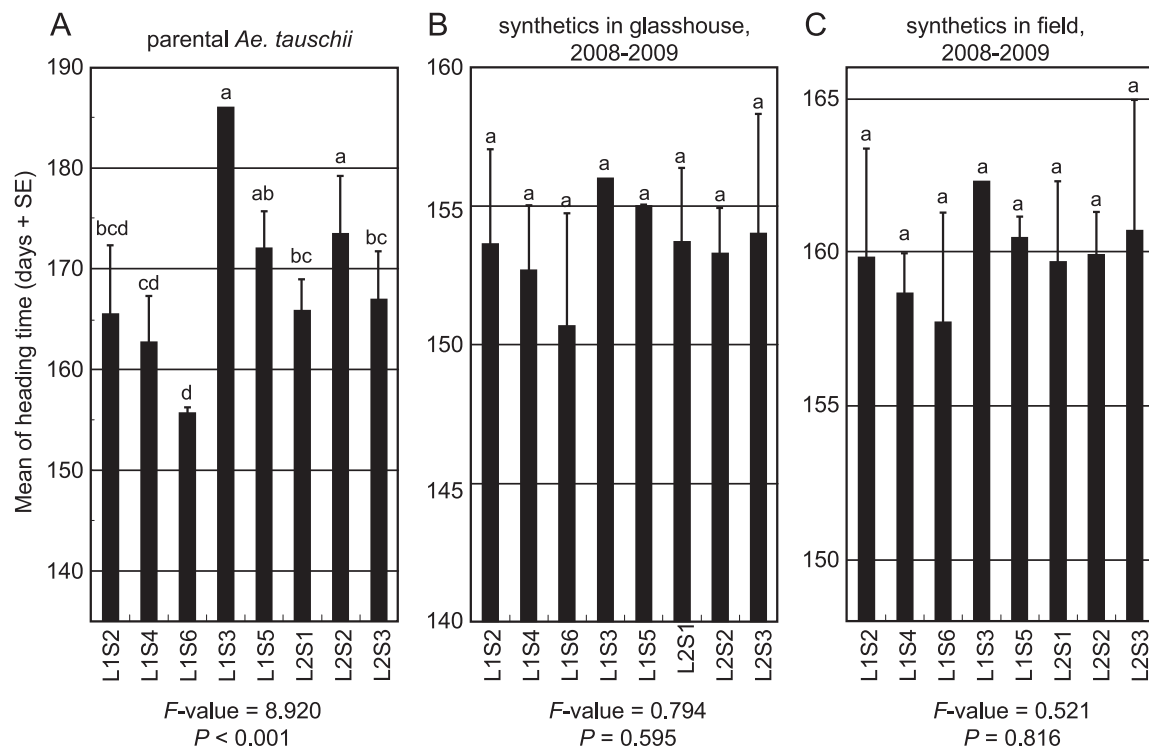 A
parental Ae. tauschii
Mean of heading time (days + SE)
190
180
170
160
150
140
bcd
cd
d
a
ab
bc
a
bc
L1S2
L1S4
L1S6
L1S3
L1S5
L2S1
L2S2
L2S3
F-value = 8.920
P < 0.001
B
synthetics in glasshouse,
2008-2009
160
155
150
145
140
a
a
a
a
a
a
a
a
L1S2
L1S4
L1S6
L1S3
L1S5
L2S1
L2S2
L2S3
F-value = 0.794
P = 0.595
C
synthetics in field,
2008-2009
165
160
155
150
a
a
a
a
a
a
a
a
L1S2
L1S4
L1S6
L1S3
L1S5
L2S1
L2S2
L2S3
F-value = 0.521
P = 0.816